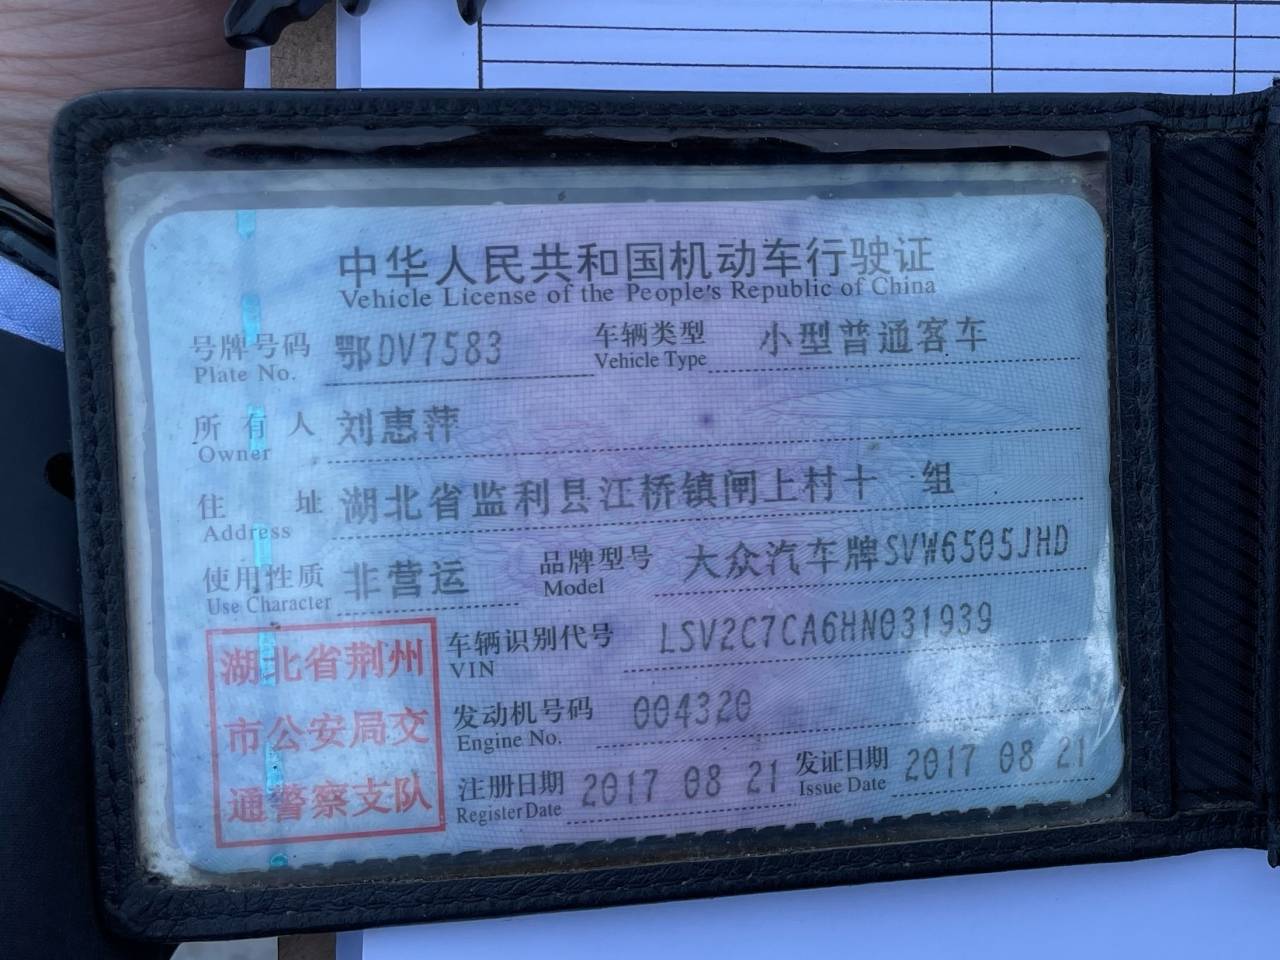 中华人民共和国机动车行驶证
Vehicle License of the People's Republic of China
号牌号码 鄂DV7583 车辆类型 小型普通客车
Plate No. Vehicle Type
所有人 刘惠萍
Owner
住址 湖北省监利县江桥镇闸上村十一组
Address
使用性质 非营运 品牌型号 大众汽车牌SVW6505JHD
Use Character Model
湖北省荆州
市公安局交
通警察支队
车辆识别代号 LSV2C7CA6HN031939
VIN
发动机号码 004320
Engine No.
注册日期 2017 08 21 发证日期 2017 08 21
Register Date Issue Date